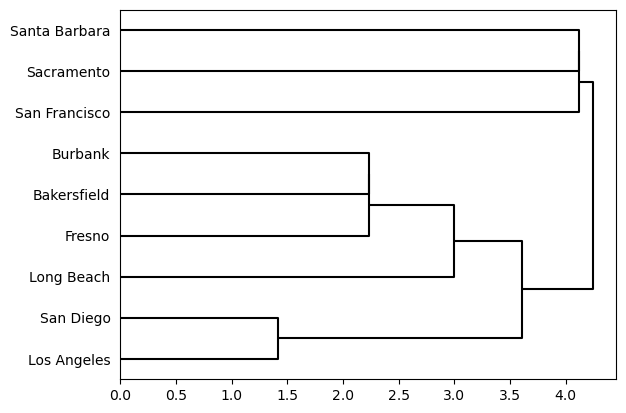 Santa Barbara
Sacramento
San Francisco
Burbank
Bakersfield
Fresno
Long Beach
San Diego
Los Angeles
0.0 0.5 1.0 1.5 2.0 2.5 3.0 3.5 4.0